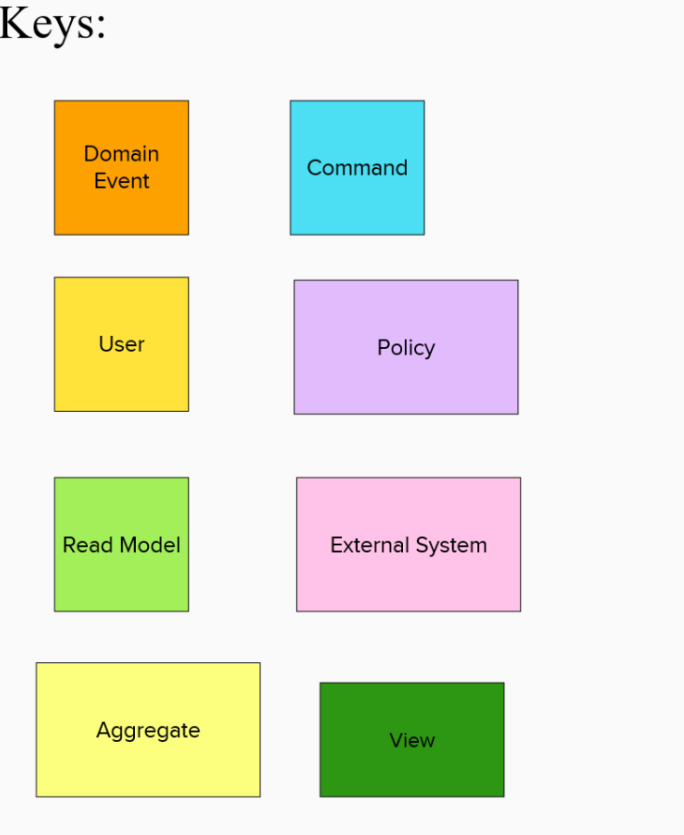 Keys:
Domain
Event
Command
User
Policy
Read Model
External System
Aggregate
View